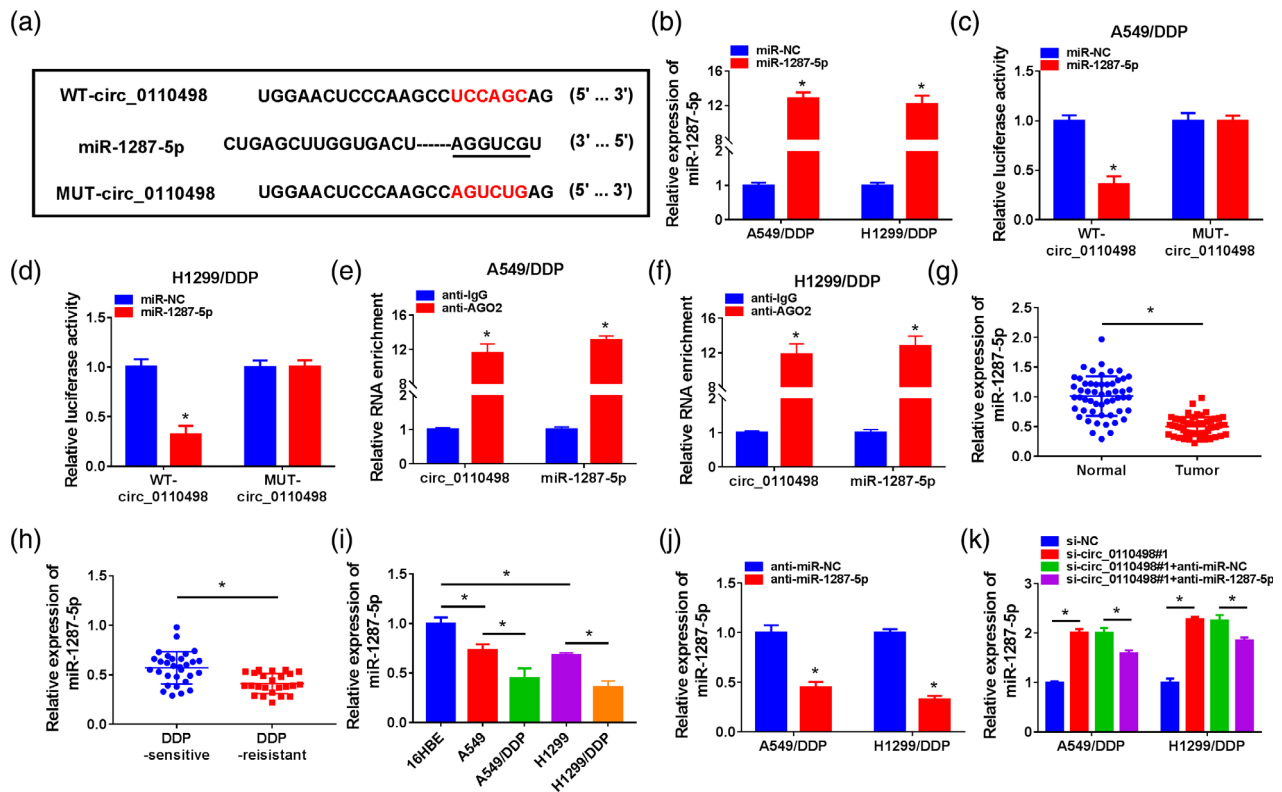 (a)
WT-circ_0110498 UGGAACUCCCAAGCCUCCAGCAG (5' ... 3')
miR-1287-5p CUGAGCUUGGUGACU------AGGUCGU (3' ... 5')
MUT-circ_0110498 UGGAACUCCCAAGCCAGUCUGAG (5' ... 3')
(b)
miR-NC
miR-1287-5p
Relative expression of
miR-1287-5p
16
12
8
2
1
0
*
*
A549/DDP H1299/DDP
(c)
A549/DDP
miR-NC
miR-1287-5p
Relative luciferase activity
1.5
1.0
0.5
0.0
*
WT-
circ_0110498
MUT-
circ_0110498
(d)
H1299/DDP
miR-NC
miR-1287-5p
Relative luciferase activity
1.5
1.0
0.5
0.0
*
WT-
circ_0110498
MUT-
circ_0110498
(e)
A549/DDP
anti-IgG
anti-AGO2
Relative RNA enrichment
16
12
8
2
1
0
*
*
circ_0110498 miR-1287-5p
(f)
H1299/DDP
anti-IgG
anti-AGO2
Relative RNA enrichment
16
12
8
2
1
0
*
*
circ_0110498 miR-1287-5p
(g)
Relative expression of
miR-1287-5p
2.5
2.0
1.5
1.0
0.5
0.0
*
Normal Tumor
(h)
Relative expression of
miR-1287-5p
1.5
1.0
0.5
0.0
*
DDP
-sensitive
DDP
-reisistant
(i)
Relative expression of
miR-1287-5p
1.5
1.0
0.5
0.0
*
*
*
*
16HBE
A549
A549/DDP
H1299
H1299/DDP
(j)
anti-miR-NC
anti-miR-1287-5p
Relative expression of
miR-1287-5p
1.5
1.0
0.5
0.0
*
*
A549/DDP H1299/DDP
(k)
si-NC
si-circ_0110498#1
si-circ_0110498#1+anti-miR-NC
si-circ_0110498#1+anti-miR-1287-5p
Relative expression of
miR-1287-5p
3
2
1
0
*
*
*
*
A549/DDP H1299/DDP